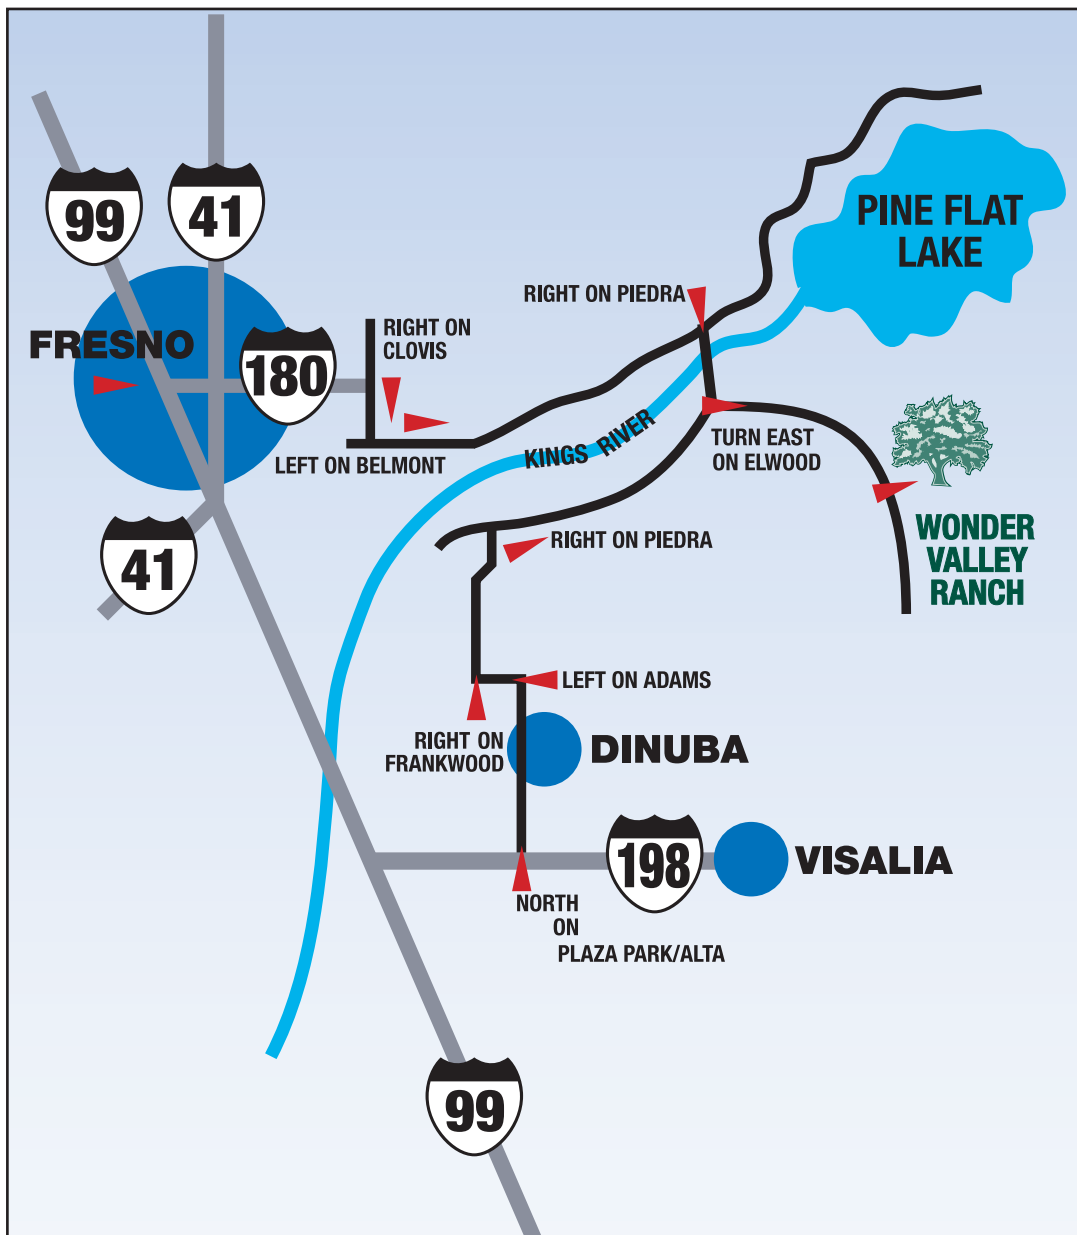 99
41
PINE FLAT
LAKE
RIGHT ON PIEDRA
FRESNO
RIGHT ON
CLOVIS
180
LEFT ON BELMONT
KINGS RIVER
TURN EAST
ON ELWOOD
WONDER
VALLEY
RANCH
41
RIGHT ON PIEDRA
LEFT ON ADAMS
RIGHT ON
FRANKWOOD
DINUBA
198
VISALIA
NORTH
ON
PLAZA PARK/ALTA
99